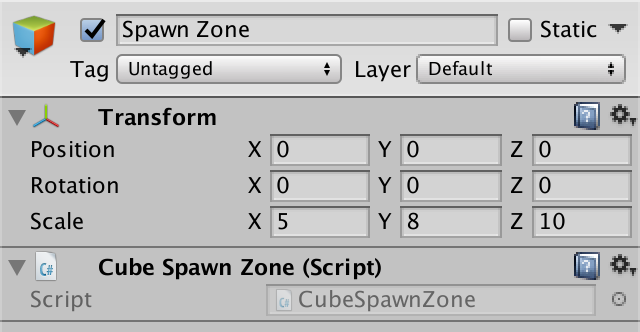 Spawn Zone Static
Tag Untagged Layer Default
Transform
Position X 0 Y 0 Z 0
Rotation X 0 Y 0 Z 0
Scale X 5 Y 8 Z 10
C# Cube Spawn Zone (Script)
Script C# CubeSpawnZone